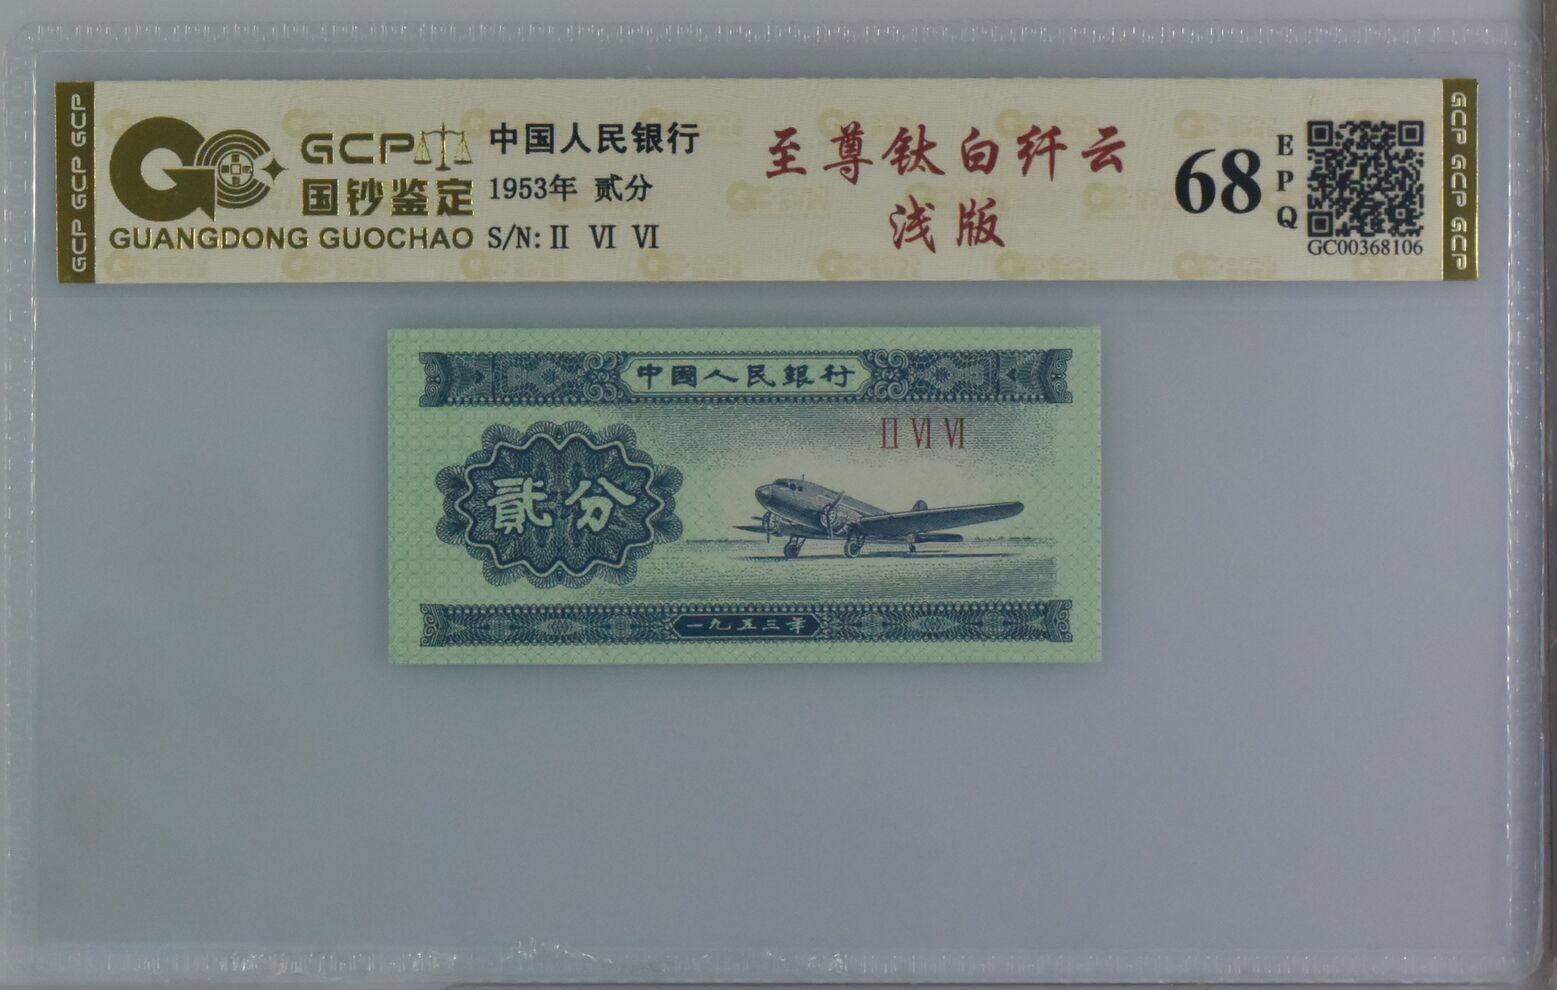 GCP GCP GCP
GCP
国钞鉴定
GUANGDONG GUOCHAO
中国人民银行
1953年 贰分
S/N: II VI VI
至尊钛白纤云
浅版
68
EPQ
GC00368106
GCP GCP GCP
中國人民銀行
II VI VI
貳分
一九五三年